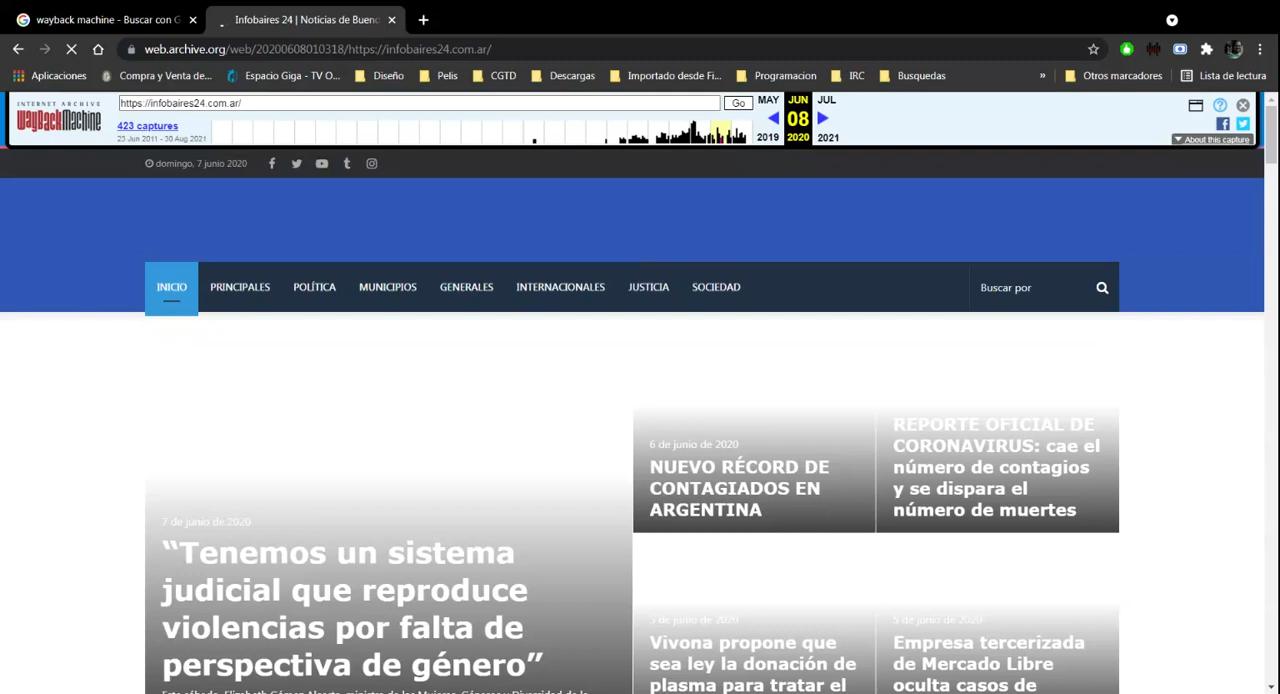 wayback machine - Buscar con G
Infobaires 24 | Noticias de Bueno
web.archive.org/web/20200608010318/https://infobaires24.com.ar/
Aplicaciones
Compra y Venta de...
Espacio Giga - TV O...
Diseño
Pelis
CGTD
Descargas
Importado desde Fi...
Programacion
IRC
Busquedas
»
Otros marcadores
Lista de lectura
INTERNET ARCHIVE
WayBackMachine
https://infobaires24.com.ar/
Go
MAY
JUN
JUL
423 captures
08
23 Jun 2011 - 30 Aug 2021
2019
2020
2021
About this capture
domingo, 7 junio 2020
INICIO
PRINCIPALES
POLÍTICA
MUNICIPIOS
GENERALES
INTERNACIONALES
JUSTICIA
SOCIEDAD
Buscar por
7 de junio de 2020
“Tenemos un sistema
judicial que reproduce
violencias por falta de
perspectiva de género”
6 de junio de 2020
NUEVO RÉCORD DE
CONTAGIADOS EN
ARGENTINA
REPORTE OFICIAL DE
CORONAVIRUS: cae el
número de contagios
y se dispara el
número de muertes
5 de junio de 2020
Vivona propone que
sea ley la donación de
plasma para tratar el
5 de junio de 2020
Empresa tercerizada
de Mercado Libre
oculta casos de